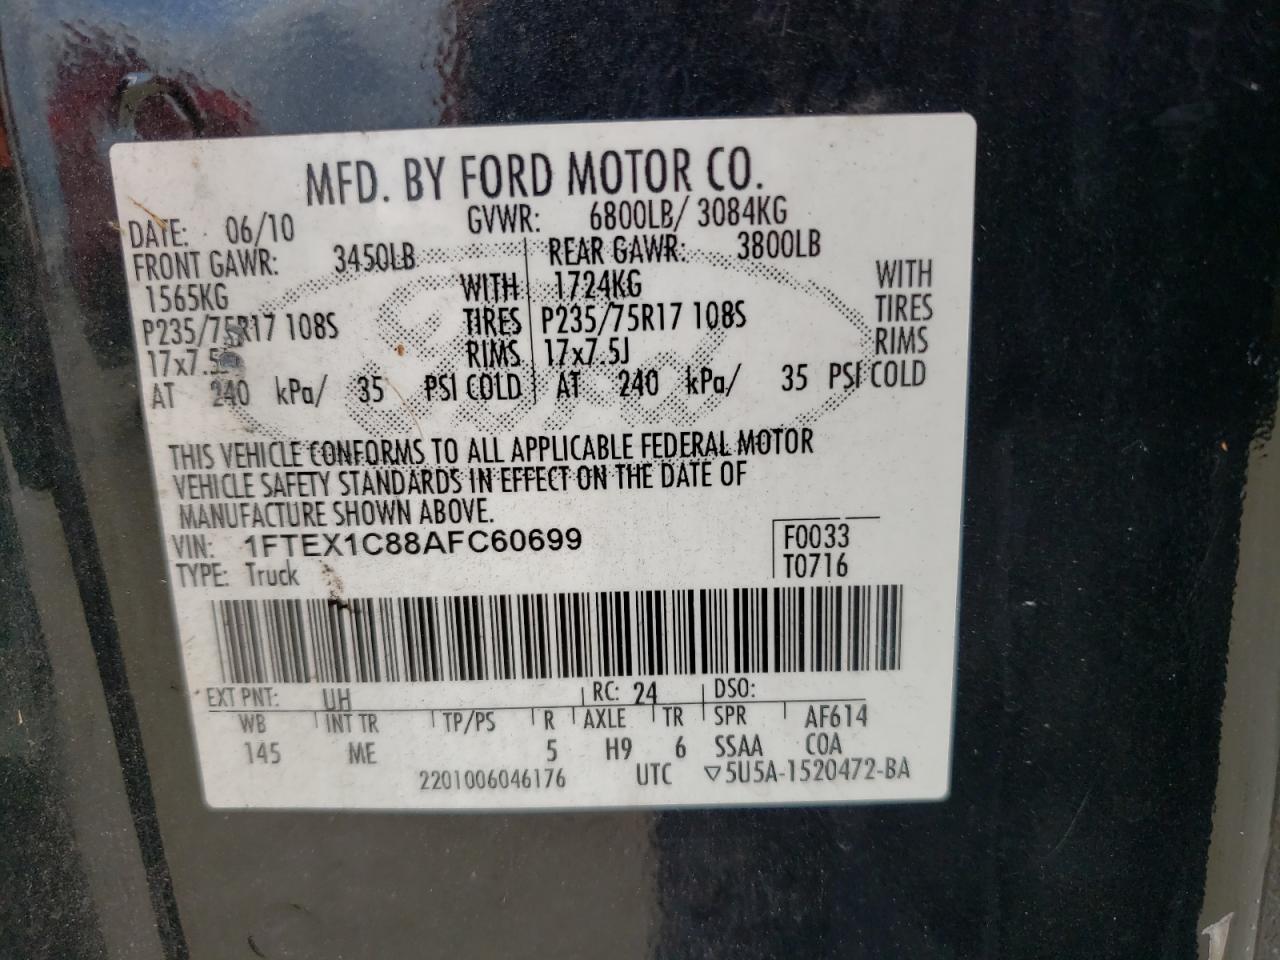 MFD. BY FORD MOTOR CO.
DATE: 06/10 GVWR: 6800LB/ 3084KG
FRONT GAWR: 3450LB REAR GAWR: 3800LB
1565KG WITH 1724KG WITH
P235/75R17 108S TIRES P235/75R17 108S TIRES
17x7.5J RIMS 17x7.5J RIMS
AT 240 kPa/ 35 PSI COLD AT 240 kPa/ 35 PSI COLD
THIS VEHICLE CONFORMS TO ALL APPLICABLE FEDERAL MOTOR
VEHICLE SAFETY STANDARDS IN EFFECT ON THE DATE OF
MANUFACTURE SHOWN ABOVE.
VIN: 1FTEX1C88AFC60699 F0033
TYPE: Truck T0716
EXT PNT: UH RC: 24 DSO:
WB INT TR TP/PS R AXLE TR SPR AF614
145 ME 5 H9 6 SSAA COA
2201006046176 UTC ▽5U5A-1520472-BA